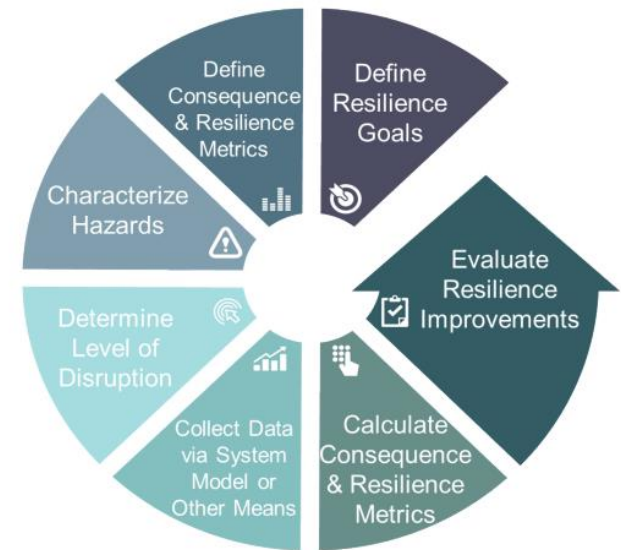 Define
Resilience
Goals
Define
Consequence
& Resilience
Metrics
Characterize
Hazards
Determine
Level of
Disruption
Collect Data
via System
Model or
Other Means
Calculate
Consequence
& Resilience
Metrics
Evaluate
Resilience
Improvements